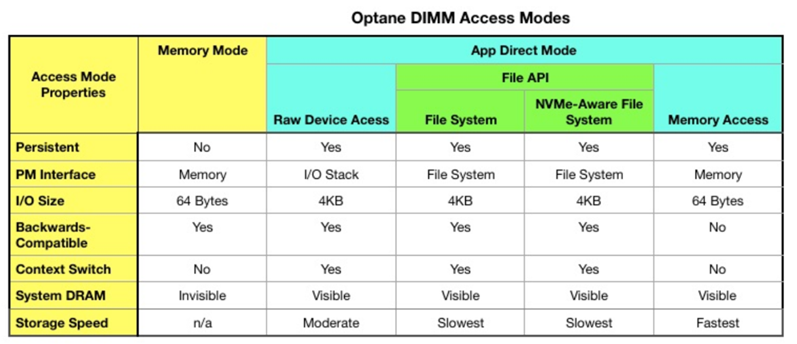 Optane DIMM Access Modes
Access Mode Properties Memory Mode App Direct Mode
File API
Raw Device Acess File System NVMe-Aware File System Memory Access
Persistent No Yes Yes Yes Yes
PM Interface Memory I/O Stack File System File System Memory
I/O Size 64 Bytes 4KB 4KB 4KB 64 Bytes
Backwards-Compatible Yes Yes Yes Yes No
Context Switch No Yes Yes Yes No
System DRAM Invisible Visible Visible Visible Visible
Storage Speed n/a Moderate Slowest Slowest Fastest